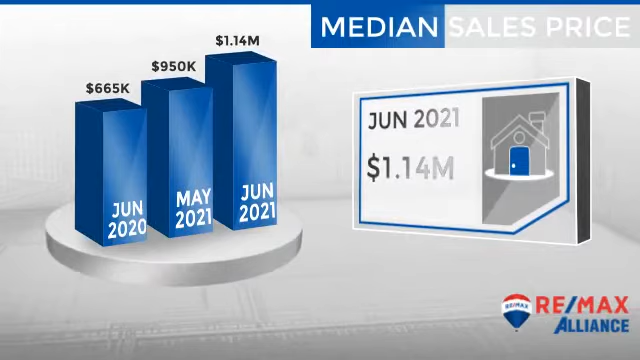 MEDIAN SALES PRICE
$665K
$950K
$1.14M
JUN
2020
MAY
2021
JUN
2021
JUN 2021
$1.14M
RE/MAX
RE/MAX
ALLIANCE